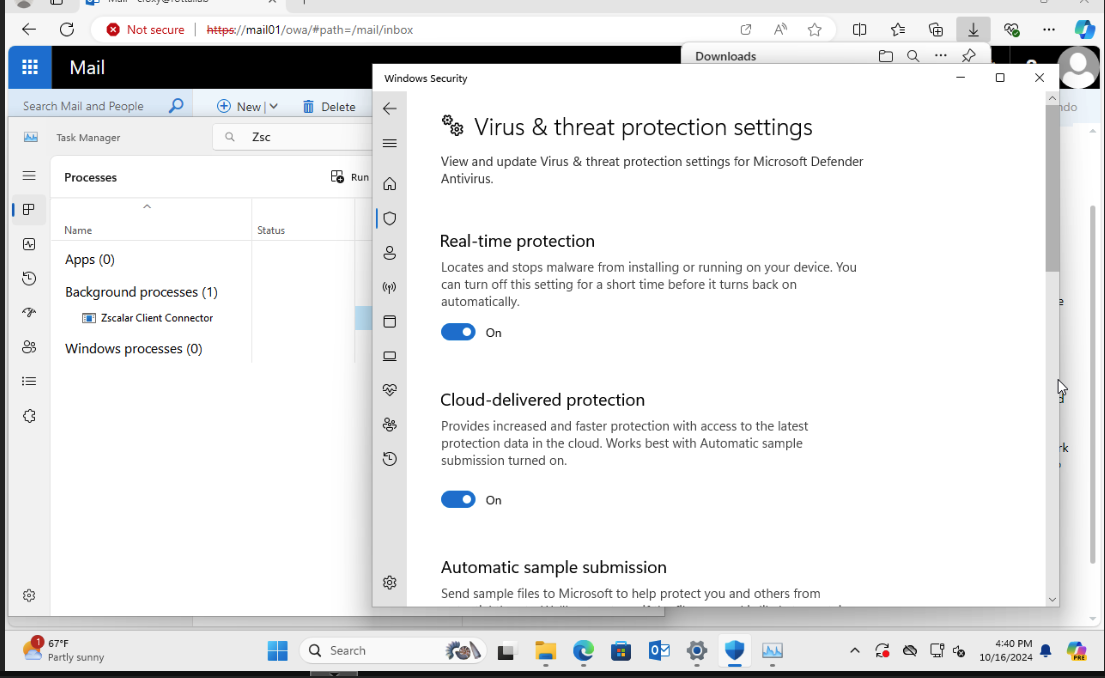 Not secure
https://mail01/owa/#path=/mail/inbox
Downloads
Mail
Windows Security
Search Mail and People
New
Delete
Task Manager
Zsc
Processes
Run
Name
Status
Apps (0)
Background processes (1)
Zscalar Client Connector
Windows processes (0)
Virus & threat protection settings
View and update Virus & threat protection settings for Microsoft Defender
Antivirus.
Real-time protection
Locates and stops malware from installing or running on your device. You
can turn off this setting for a short time before it turns back on
automatically.
On
Cloud-delivered protection
Provides increased and faster protection with access to the latest
protection data in the cloud. Works best with Automatic sample
submission turned on.
On
Automatic sample submission
Send sample files to Microsoft to help protect you and others from
1
67°F
Partly sunny
Search
PRE
4:40 PM
10/16/2024